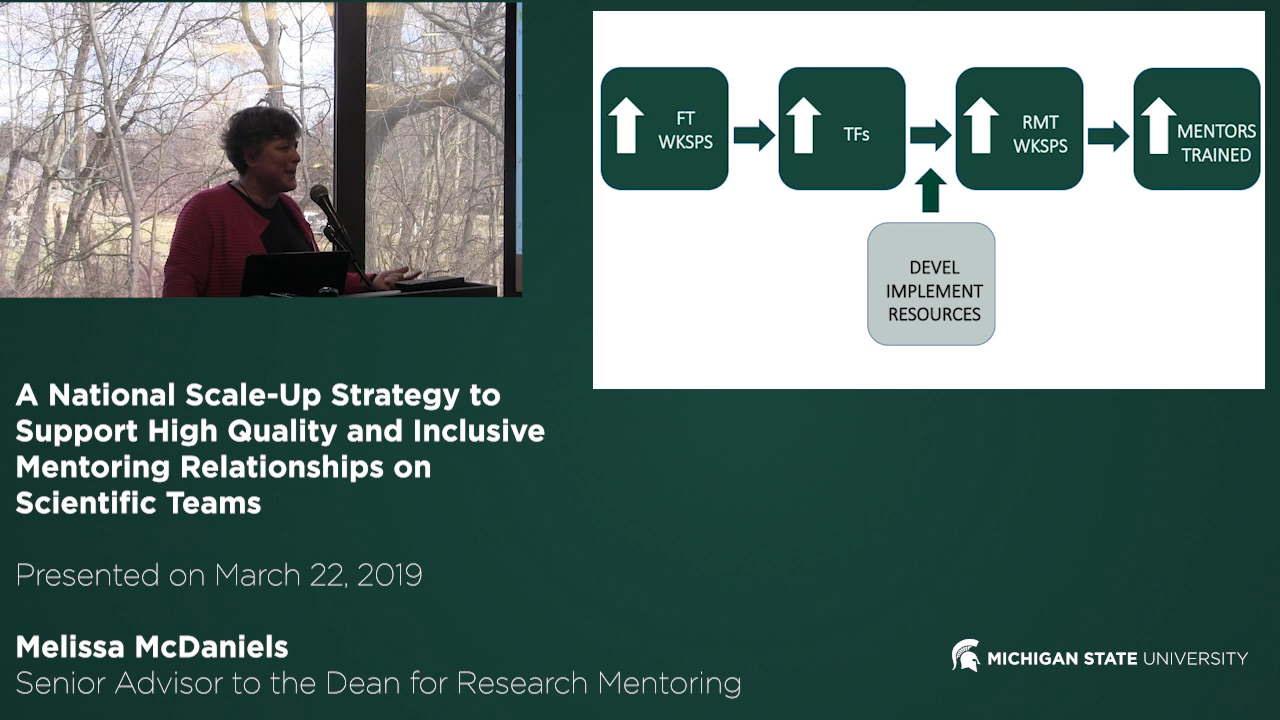 FT
WKSPS
TFs
RMT
WKSPS
MENTORS
TRAINED
DEVEL
IMPLEMENT
RESOURCES
A National Scale-Up Strategy to
Support High Quality and Inclusive
Mentoring Relationships on
Scientific Teams
Presented on March 22, 2019
Melissa McDaniels
Senior Advisor to the Dean for Research Mentoring
MICHIGAN STATE UNIVERSITY